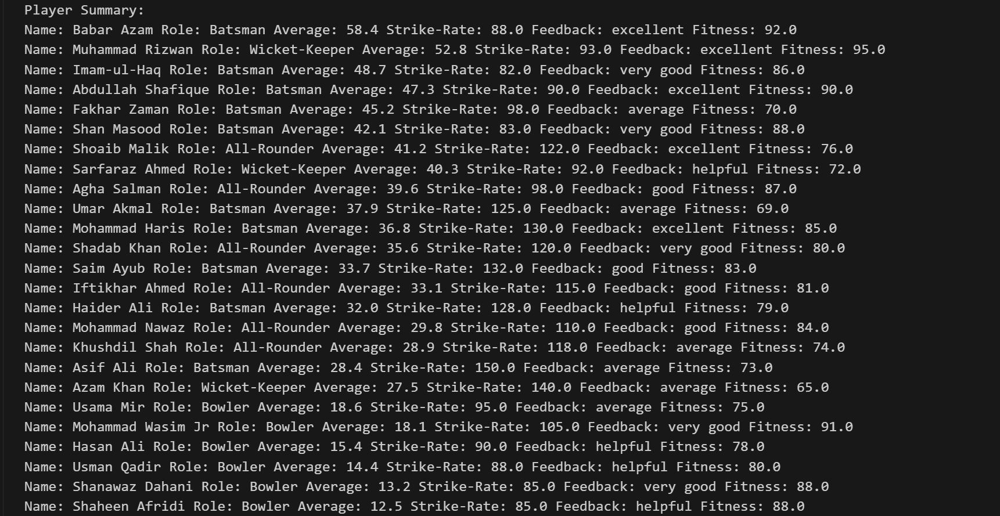 Player Summary:
Name: Babar Azam Role: Batsman Average: 58.4 Strike-Rate: 88.0 Feedback: excellent Fitness: 92.0
Name: Muhammad Rizwan Role: Wicket-Keeper Average: 52.8 Strike-Rate: 93.0 Feedback: excellent Fitness: 95.0
Name: Imam-ul-Haq Role: Batsman Average: 48.7 Strike-Rate: 82.0 Feedback: very good Fitness: 86.0
Name: Abdullah Shafique Role: Batsman Average: 47.3 Strike-Rate: 90.0 Feedback: excellent Fitness: 90.0
Name: Fakhar Zaman Role: Batsman Average: 45.2 Strike-Rate: 98.0 Feedback: average Fitness: 70.0
Name: Shan Masood Role: Batsman Average: 42.1 Strike-Rate: 83.0 Feedback: very good Fitness: 88.0
Name: Shoaib Malik Role: All-Rounder Average: 41.2 Strike-Rate: 122.0 Feedback: excellent Fitness: 76.0
Name: Sarfaraz Ahmed Role: Wicket-Keeper Average: 40.3 Strike-Rate: 92.0 Feedback: helpful Fitness: 72.0
Name: Agha Salman Role: All-Rounder Average: 39.6 Strike-Rate: 98.0 Feedback: good Fitness: 87.0
Name: Umar Akmal Role: Batsman Average: 37.9 Strike-Rate: 125.0 Feedback: average Fitness: 69.0
Name: Mohammad Haris Role: Batsman Average: 36.8 Strike-Rate: 130.0 Feedback: excellent Fitness: 85.0
Name: Shadab Khan Role: All-Rounder Average: 35.6 Strike-Rate: 120.0 Feedback: very good Fitness: 80.0
Name: Saim Ayub Role: Batsman Average: 33.7 Strike-Rate: 132.0 Feedback: good Fitness: 83.0
Name: Iftikhar Ahmed Role: All-Rounder Average: 33.1 Strike-Rate: 115.0 Feedback: good Fitness: 81.0
Name: Haider Ali Role: Batsman Average: 32.0 Strike-Rate: 128.0 Feedback: helpful Fitness: 79.0
Name: Mohammad Nawaz Role: All-Rounder Average: 29.8 Strike-Rate: 110.0 Feedback: good Fitness: 84.0
Name: Khushdil Shah Role: All-Rounder Average: 28.9 Strike-Rate: 118.0 Feedback: average Fitness: 74.0
Name: Asif Ali Role: Batsman Average: 28.4 Strike-Rate: 150.0 Feedback: average Fitness: 73.0
Name: Azam Khan Role: Wicket-Keeper Average: 27.5 Strike-Rate: 140.0 Feedback: average Fitness: 65.0
Name: Usama Mir Role: Bowler Average: 18.6 Strike-Rate: 95.0 Feedback: average Fitness: 75.0
Name: Mohammad Wasim Jr Role: Bowler Average: 18.1 Strike-Rate: 105.0 Feedback: very good Fitness: 91.0
Name: Hasan Ali Role: Bowler Average: 15.4 Strike-Rate: 90.0 Feedback: helpful Fitness: 78.0
Name: Usman Qadir Role: Bowler Average: 14.4 Strike-Rate: 88.0 Feedback: helpful Fitness: 80.0
Name: Shanawaz Dahani Role: Bowler Average: 13.2 Strike-Rate: 85.0 Feedback: very good Fitness: 88.0
Name: Shaheen Afridi Role: Bowler Average: 12.5 Strike-Rate: 85.0 Feedback: helpful Fitness: 88.0